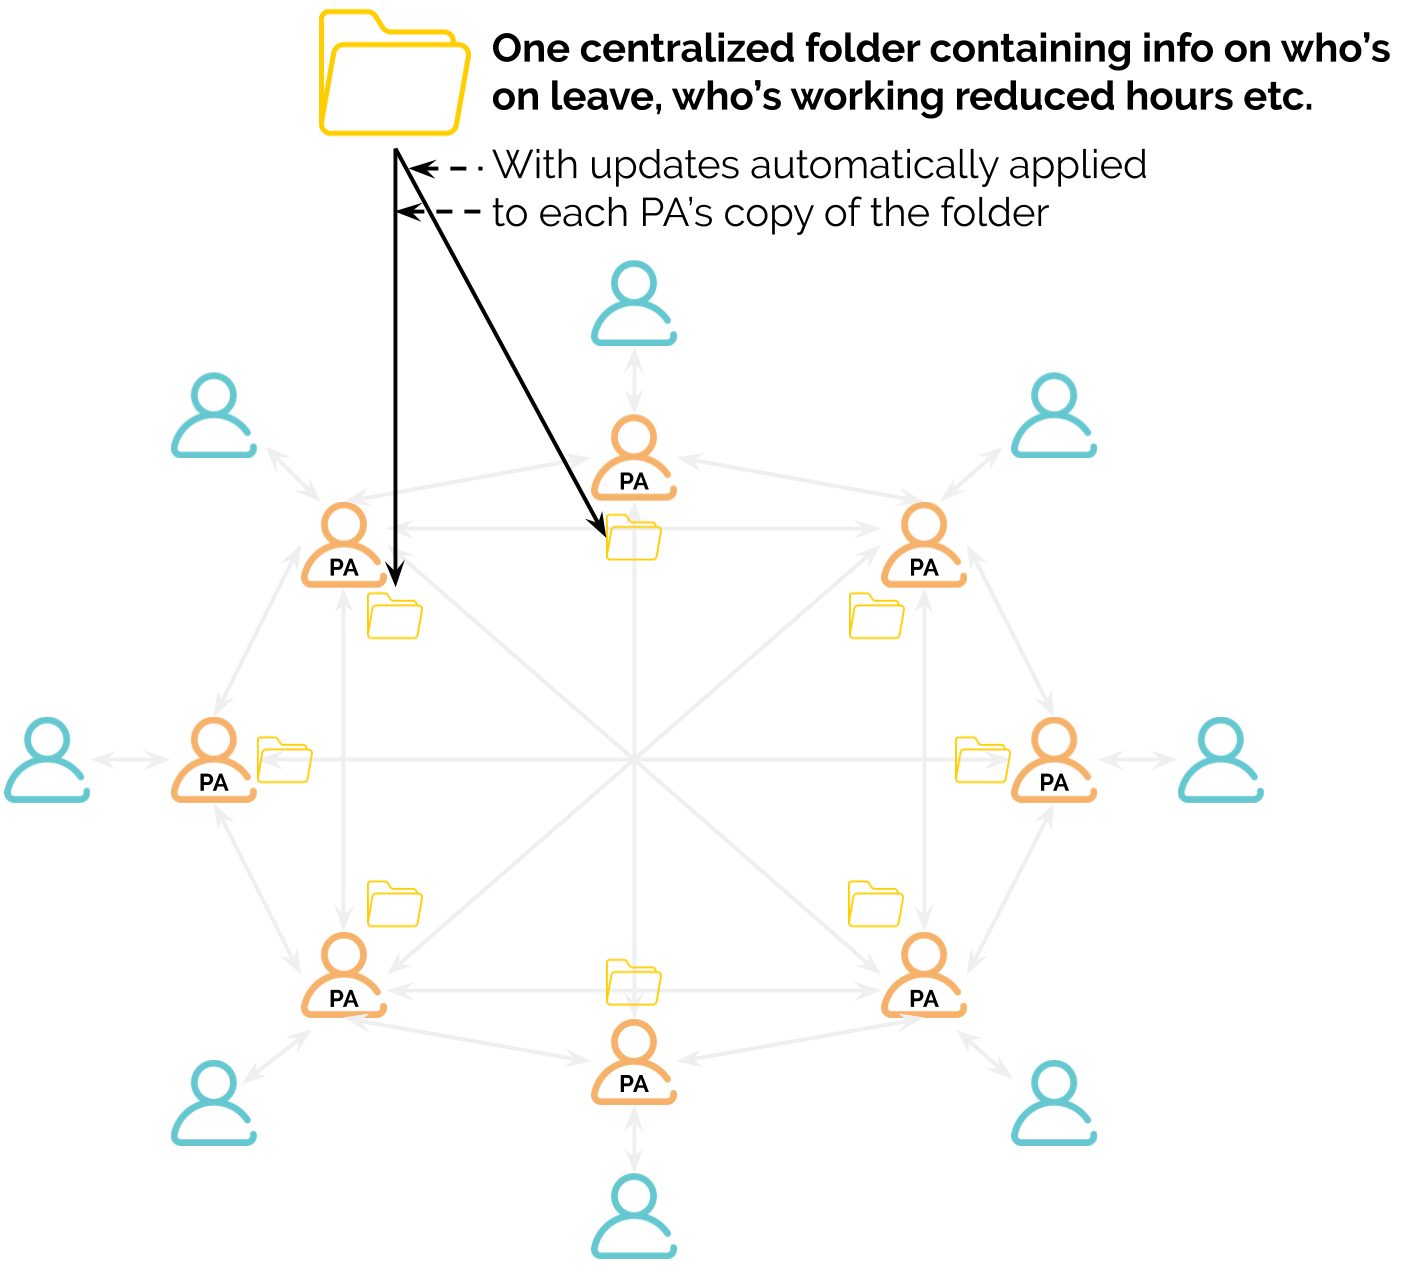 One centralized folder containing info on who’s
on leave, who’s working reduced hours etc.
With updates automatically applied
to each PA’s copy of the folder
PA
PA
PA
PA
PA
PA
PA
PA